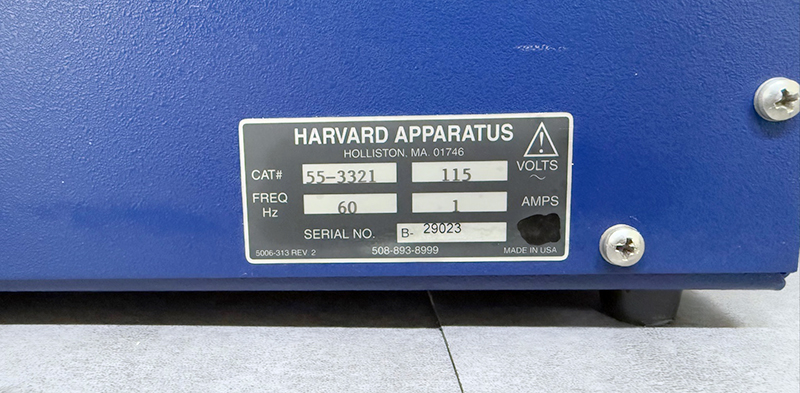 HARVARD APPARATUS
HOLLISTON, MA. 01746
CAT# 55-3321 115 VOLTS
~
FREQ Hz 60 1 AMPS
SERIAL NO. B- 29023
5006-313 REV. 2 508-893-8999 MADE IN USA